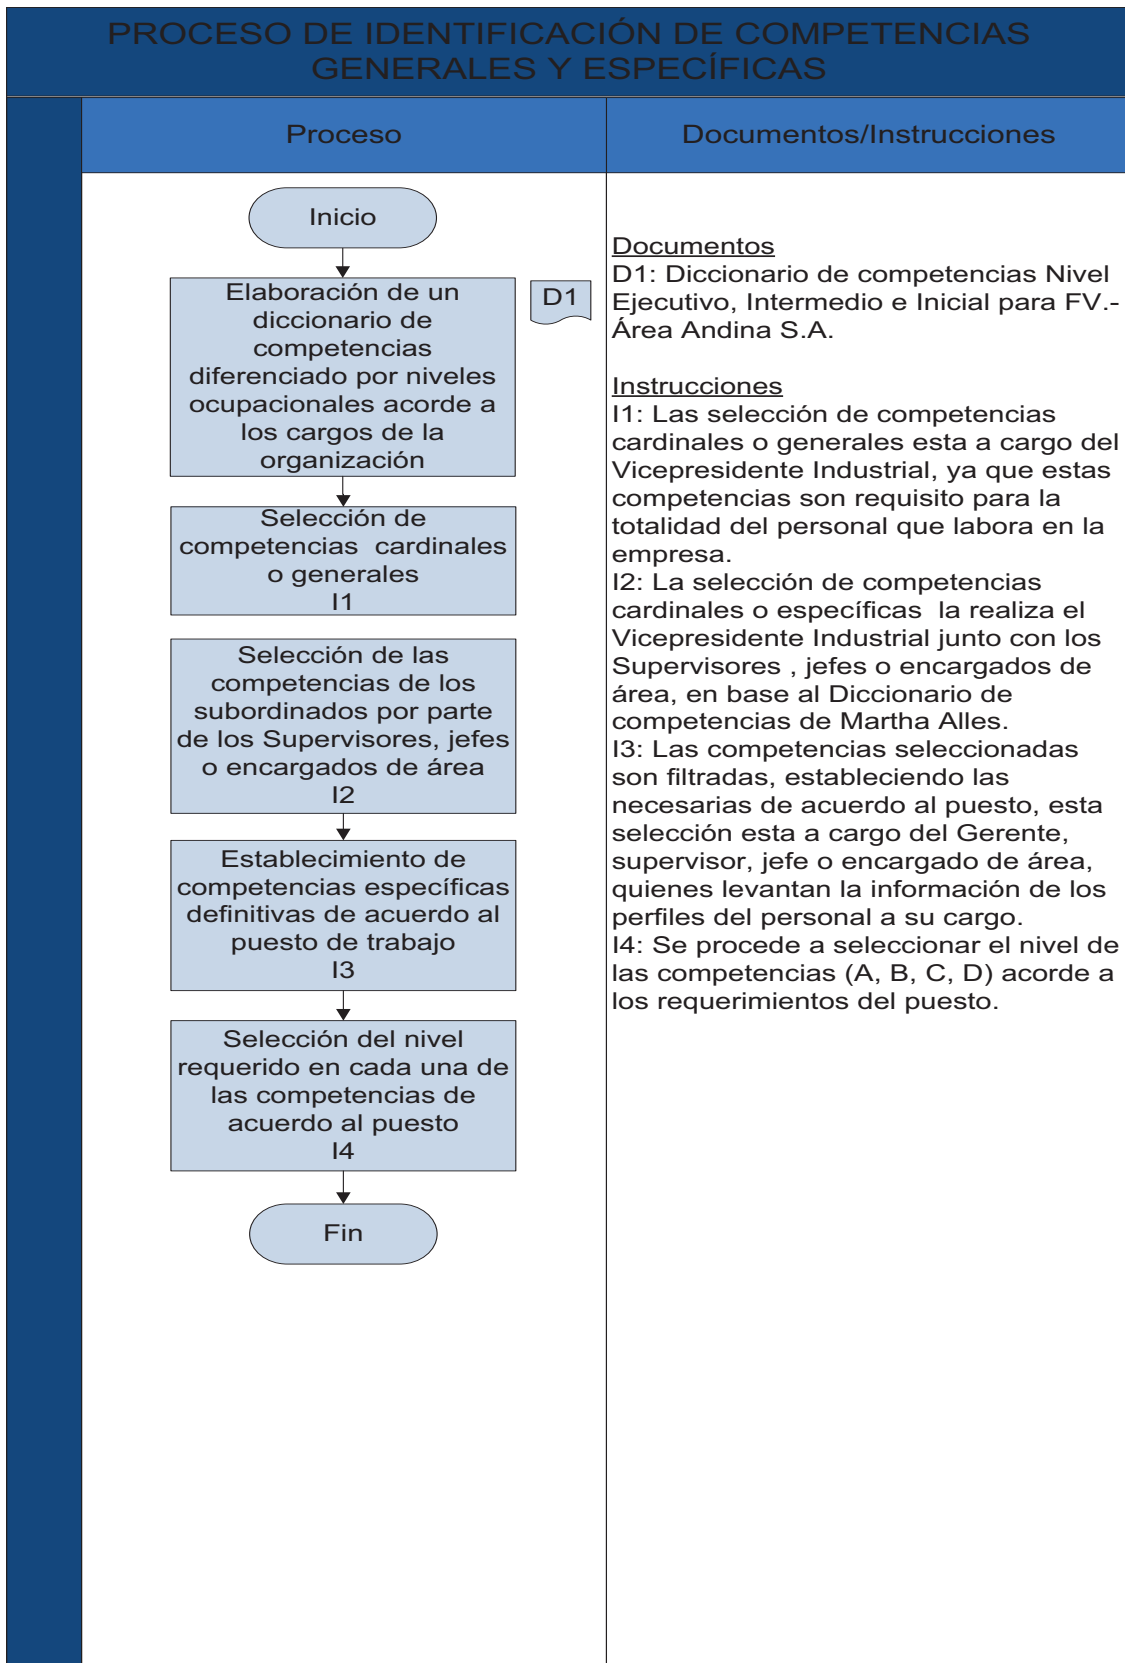 PROCESO DE IDENTIFICACIÓN DE COMPETENCIAS
GENERALES Y ESPECÍFICAS
Proceso
Documentos/Instrucciones
Inicio
Elaboración de un
diccionario de
competencias
diferenciado por niveles
ocupacionales acorde a
los cargos de la
organización
D1
Selección de
competencias  cardinales
o generales
I1
Selección de las
competencias de los
subordinados por parte
de los Supervisores, jefes
o encargados de área
I2
Establecimiento de
competencias específicas
definitivas de acuerdo al
puesto de trabajo
I3
Selección del nivel
requerido en cada una de
las competencias de
acuerdo al puesto
I4
Fin
Documentos
D1: Diccionario de competencias Nivel
Ejecutivo, Intermedio e Inicial para FV.-
Área Andina S.A.
Instrucciones
I1: Las selección de competencias
cardinales o generales esta a cargo del
Vicepresidente Industrial, ya que estas
competencias son requisito para la
totalidad del personal que labora en la
empresa.
I2: La selección de competencias
cardinales o específicas  la realiza el
Vicepresidente Industrial junto con los
Supervisores , jefes o encargados de
área, en base al Diccionario de
competencias de Martha Alles.
I3: Las competencias seleccionadas
son filtradas, estableciendo las
necesarias de acuerdo al puesto, esta
selección esta a cargo del Gerente,
supervisor, jefe o encargado de área,
quienes levantan la información de los
perfiles del personal a su cargo.
I4: Se procede a seleccionar el nivel de
las competencias (A, B, C, D) acorde a
los requerimientos del puesto.